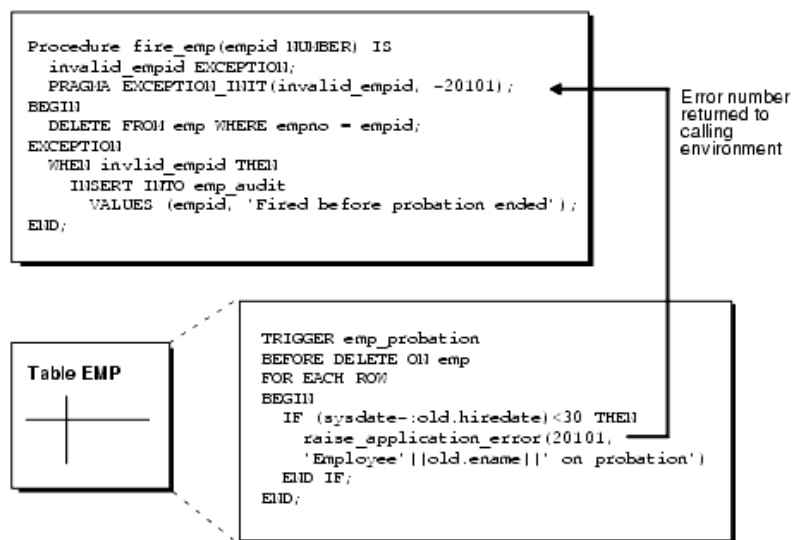 Procedure fire_emp(empid NUMBER) IS
invalid_empid EXCEPTION;
PRAGMA EXCEPTION_INIT(invalid_empid, -20101);
BEGIN
DELETE FROM emp WHERE empno = empid;
EXCEPTION
WHEN invlid_empid THEN
INSERT INTO emp_audit
VALUES (empid, 'Fired before probation ended');
END;
Error number
returned to
calling
environment
Table EMP
TRIGGER emp_probation
BEFORE DELETE ON emp
FOR EACH ROW
BEGIN
IF (sysdate-:old.hiredate)<30 THEN
raise_application_error(20101,
'Employee'||old.ename||' on probation')
END IF;
END;